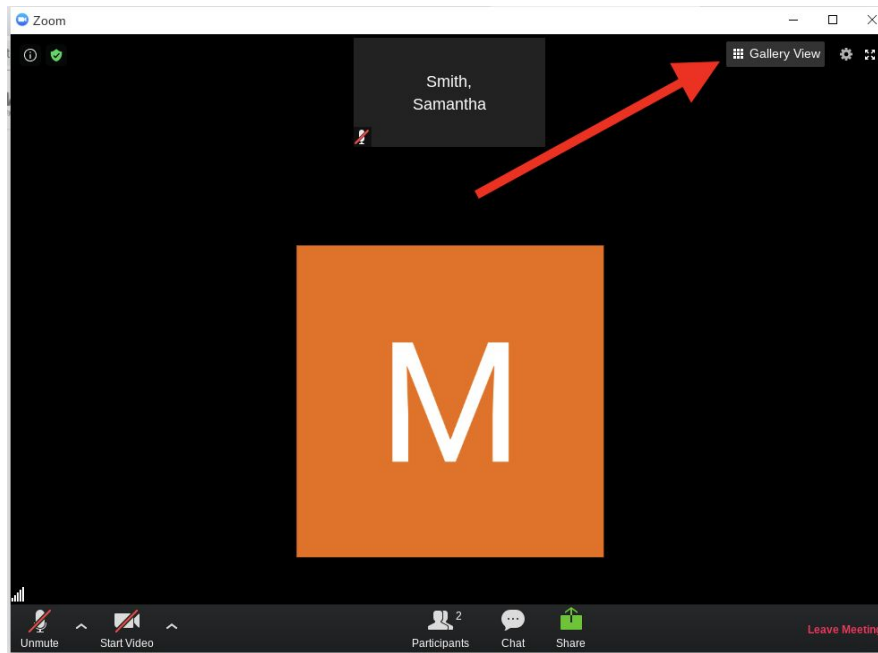 Zoom
Gallery View
Smith,
Samantha
M
2
Unmute
Start Video
Participants
Chat
Share
Leave Meeting